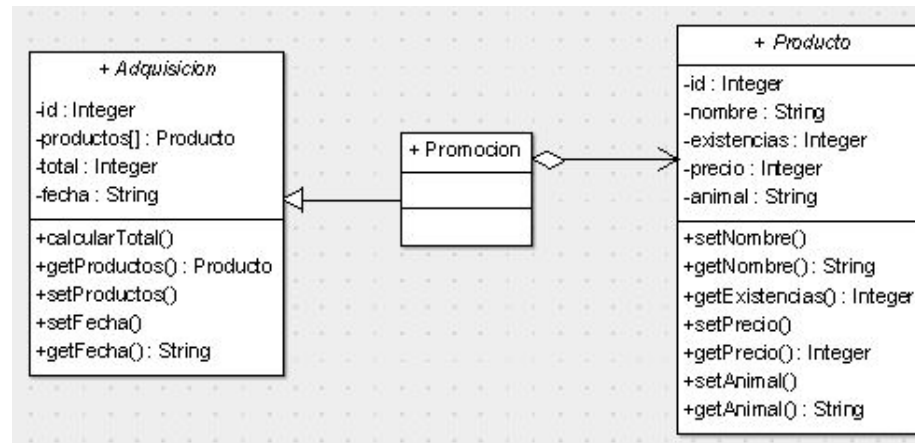 + Adquisicion
-id : Integer
-productos[] : Producto
-total : Integer
-fecha : String
+calcularTotal()
+getProductos() : Producto
+setProductos()
+setFecha()
+getFecha() : String
+ Promocion
+ Producto
-id : Integer
-nombre : String
-existencias : Integer
-precio : Integer
-animal : String
+setNombre()
+getNombre() : String
+getExistencias() : Integer
+setPrecio()
+getPrecio() : Integer
+setAnimal()
+getAnimal() : String